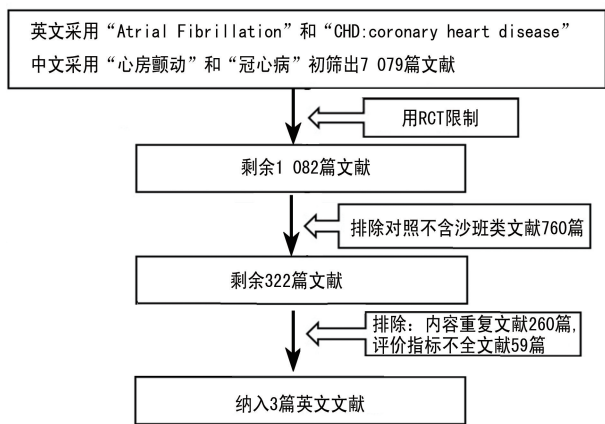 英文采用“Atrial Fibrillation”和“CHD:coronary heart disease”
中文采用“心房颤动”和“冠心病”初筛出7 079篇文献
用RCT限制
剩余1 082篇文献
排除对照不含沙班类文献760篇
剩余322篇文献
排除：内容重复文献260篇,
评价指标不全文献59篇
纳入3篇英文文献